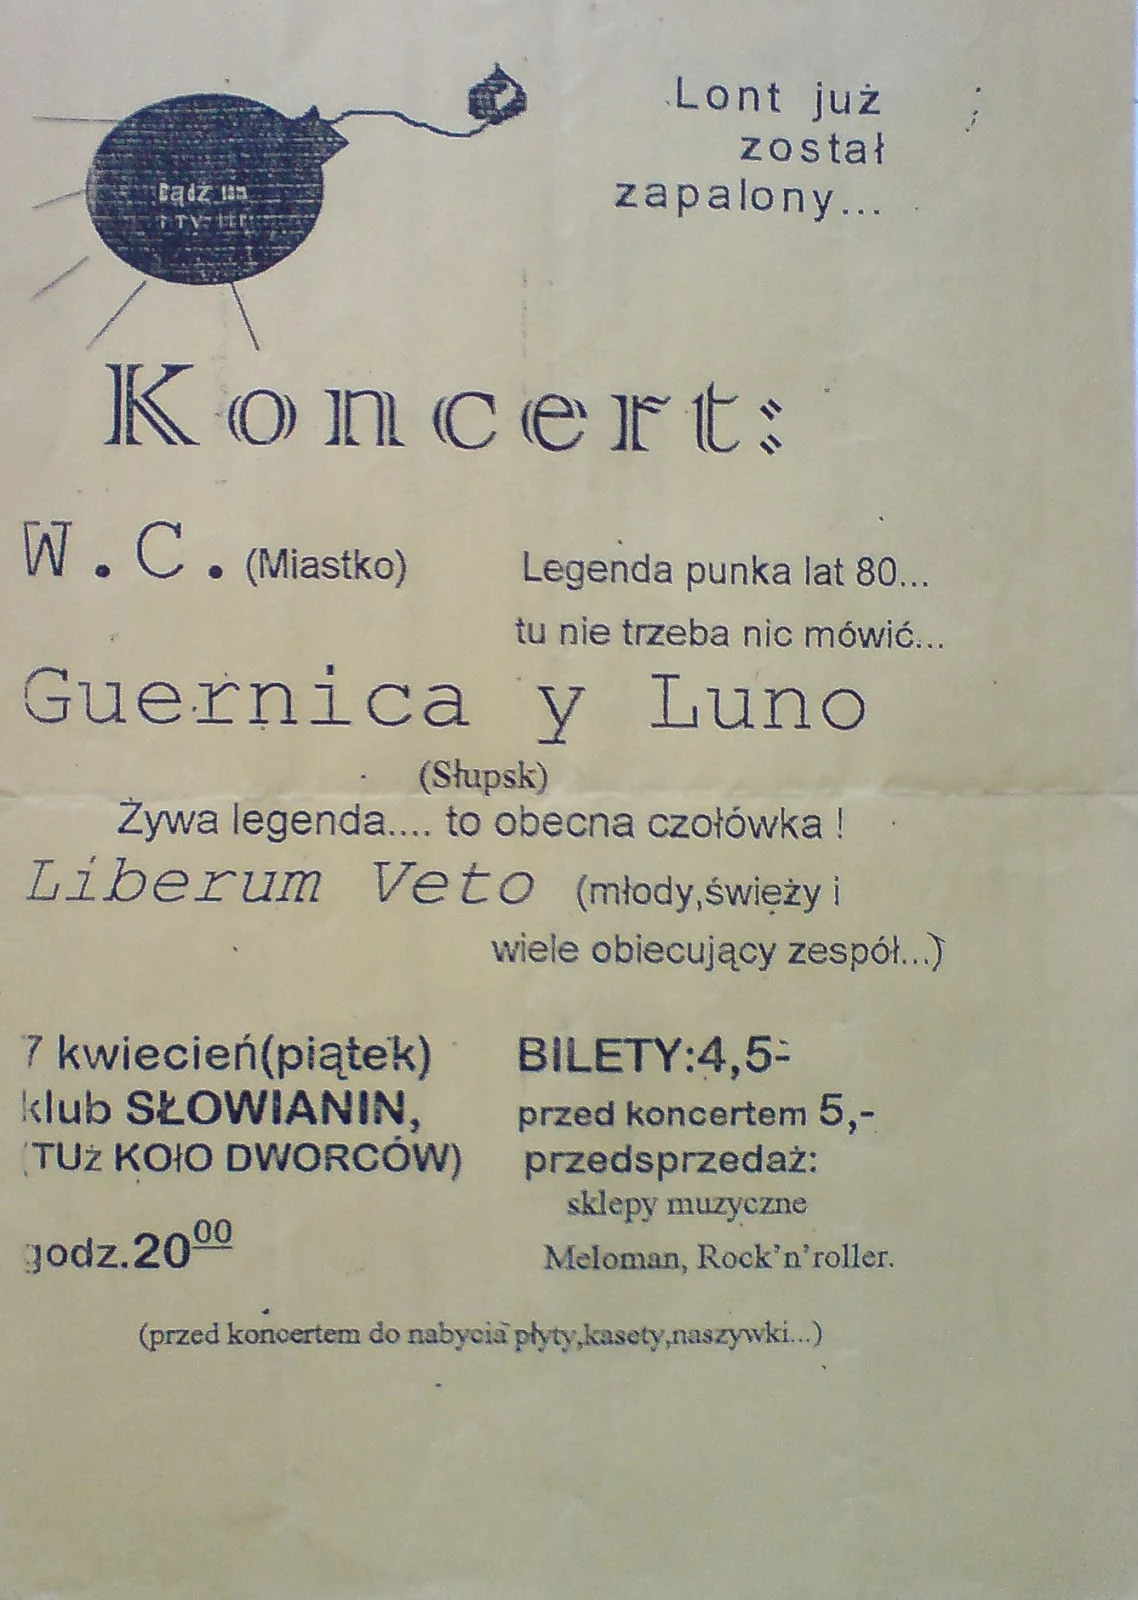 Lont już
został
zapalony...
Bądź tam
i TY !!!
Koncert:
W.C. (Miastko) Legenda punka lat 80...
tu nie trzeba nic mówić...
Guernica y Luno
(Słupsk)
Żywa legenda.... to obecna czołówka !
Liberum Veto (młody,świeży i
wiele obiecujący zespół...)
7 kwiecień(piątek) BILETY:4,5-
klub SŁOWIANIN, przed koncertem 5,-
(TUż KOłO DWORCÓW) przedsprzedaż:
sklepy muzyczne
godz.2000 Meloman, Rock'n'roller.
(przed koncertem do nabycia płyty,kasety,naszywki...)